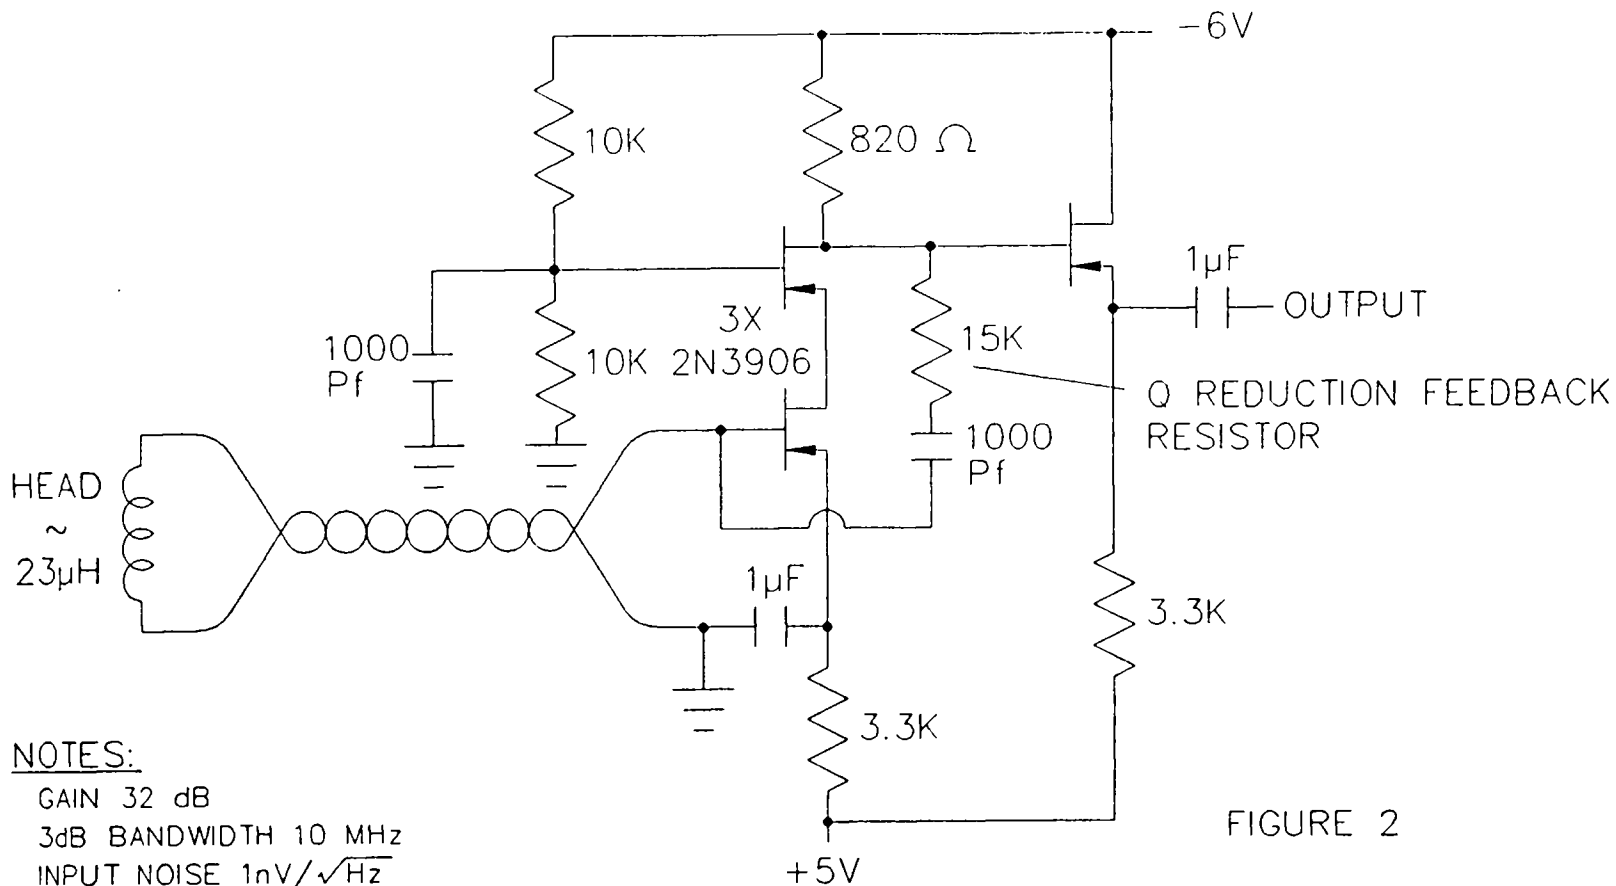 −6V
10K
820 Ω
1µF
OUTPUT
3X
2N3906
1000
Pf
10K
15K
Q REDUCTION FEEDBACK
RESISTOR
1000
Pf
HEAD
~
23µH
1µF
3.3K
3.3K
NOTES:
GAIN 32 dB
3dB BANDWIDTH 10 MHz
INPUT NOISE 1nV/√Hz
+5V
FIGURE 2